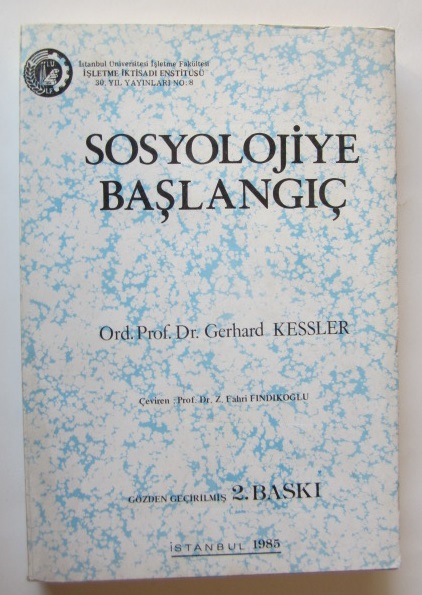 İstanbul Üniversitesi İşletme Fakültesi
İŞLETME İKTİSADI ENSTİTÜSÜ
30. YIL YAYINLARI NO: 8
SOSYOLOJİYE
BAŞLANGIÇ
Ord. Prof. Dr. Gerhard KESSLER
Çeviren : Prof. Dr. Z. Fahri FINDIKOĞLU
GÖZDEN GEÇİRİLMİŞ 2. BASKI
İSTANBUL 1985